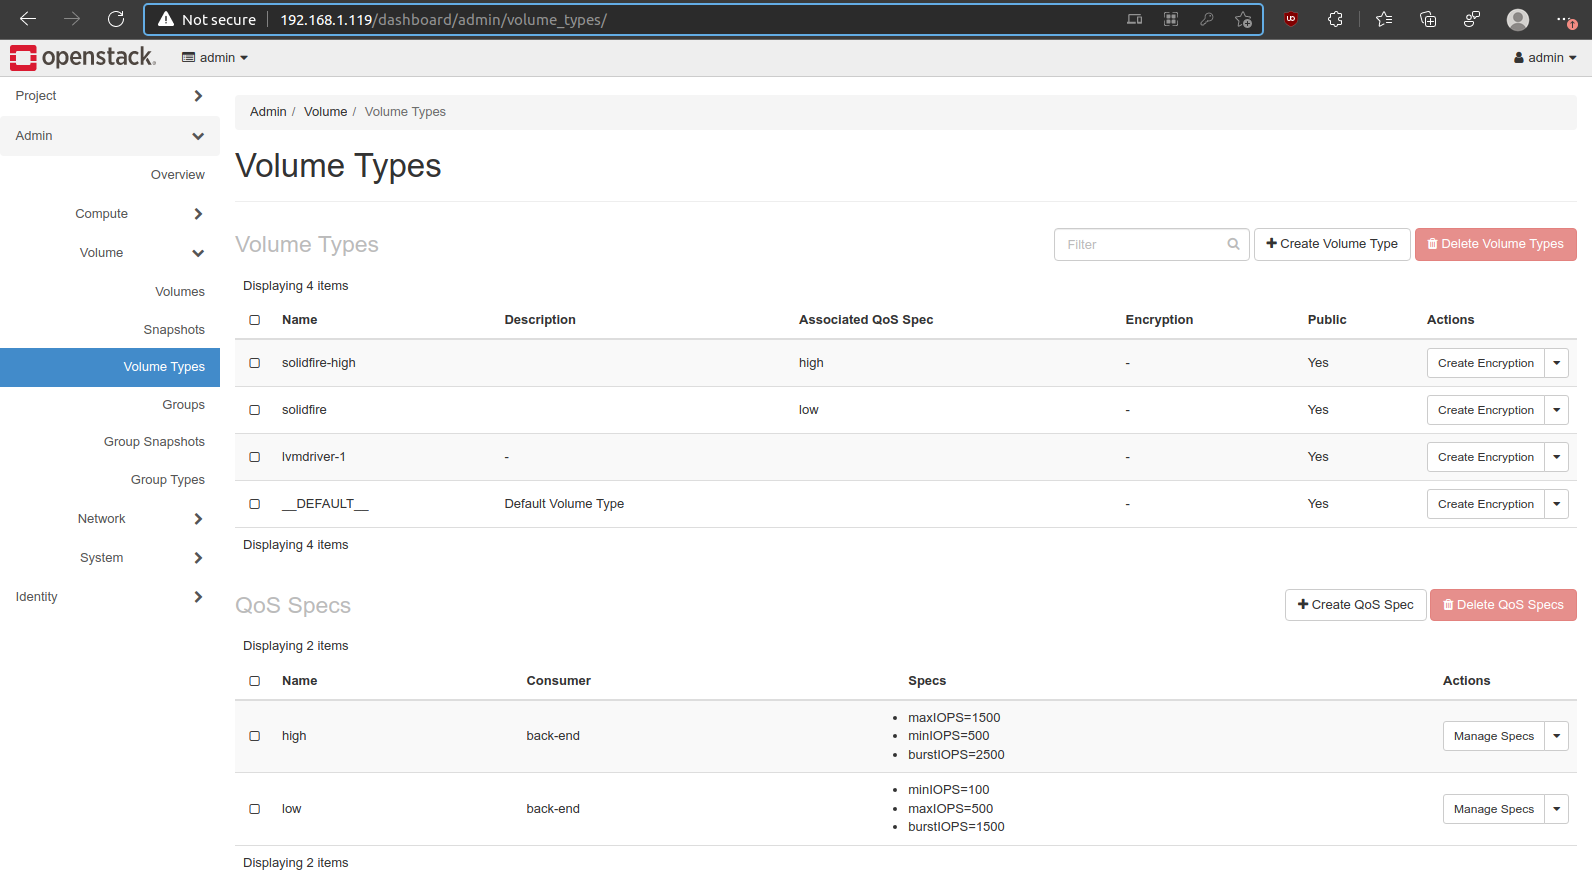 Not secure 192.168.1.119/dashboard/admin/volume_types/
UD
openstack. admin admin
Project
Admin
Overview
Compute
Volume
Volumes
Snapshots
Volume Types
Groups
Group Snapshots
Group Types
Network
System
Identity
Admin / Volume / Volume Types
Volume Types
Volume Types Filter Create Volume Type Delete Volume Types
Displaying 4 items
Name Description Associated QoS Spec Encryption Public Actions
solidfire-high high - Yes Create Encryption
solidfire low - Yes Create Encryption
lvmdriver-1 - - Yes Create Encryption
__DEFAULT__ Default Volume Type - Yes Create Encryption
Displaying 4 items
QoS Specs Create QoS Spec Delete QoS Specs
Displaying 2 items
Name Consumer Specs Actions
high back-end
• maxIOPS=1500
• minIOPS=500
• burstIOPS=2500
Manage Specs
low back-end
• minIOPS=100
• maxIOPS=500
• burstIOPS=1500
Manage Specs
Displaying 2 items